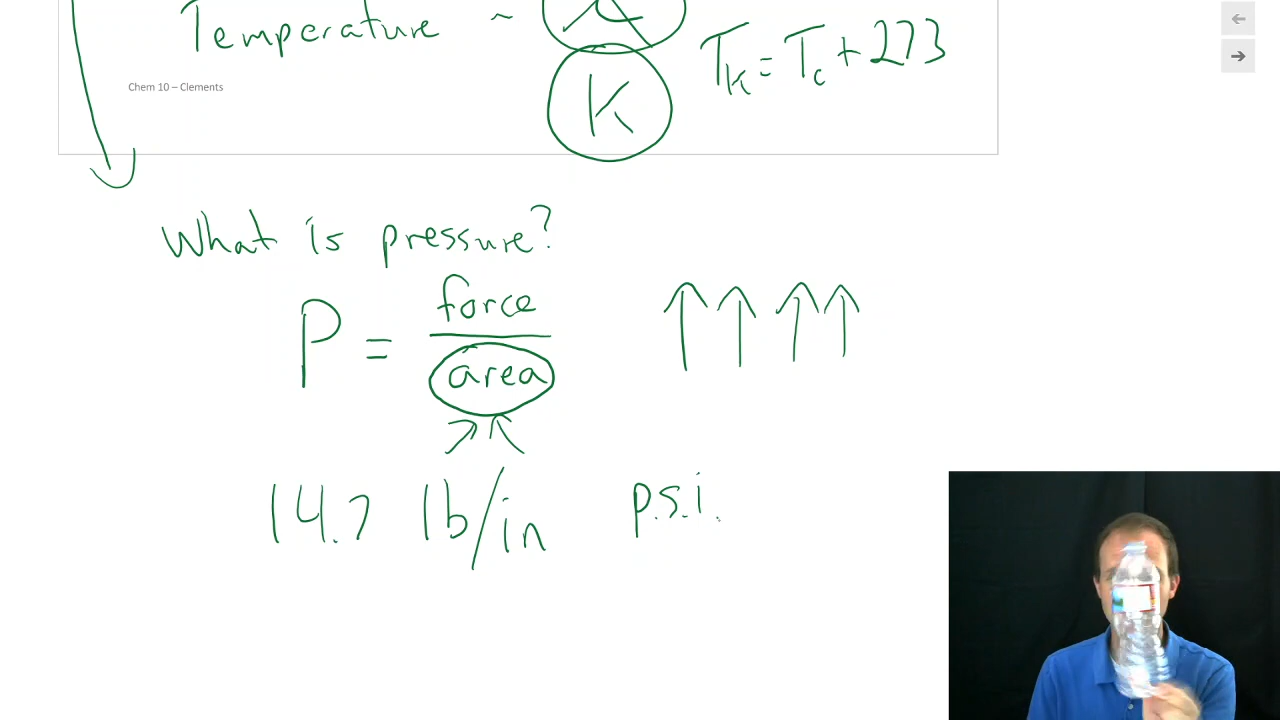 Temperature ~ T_K = T_C + 273
K
Chem 10 – Clements
What is pressure?
P = force
area
14.7 lb/in p.s.i.